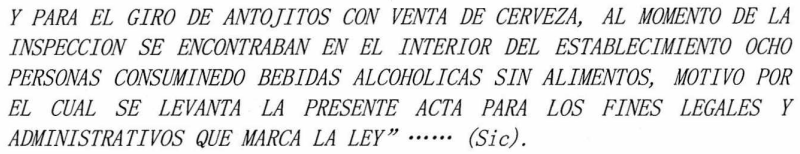 Y PARA EL GIRO DE ANTOJITOS CON VENTA DE CERVEZA, AL MOMENTO DE LA
INSPECCION SE ENCONTRABAN EN EL INTERIOR DEL ESTABLECIMIENTO OCHO
PERSONAS CONSUMINEDO BEBIDAS ALCOHOLICAS SIN ALIMENTOS, MOTIVO POR
EL CUAL SE LEVANTA LA PRESENTE ACTA PARA LOS FINES LEGALES Y
ADMINISTRATIVOS QUE MARCA LA LEY” ...... (Sic).